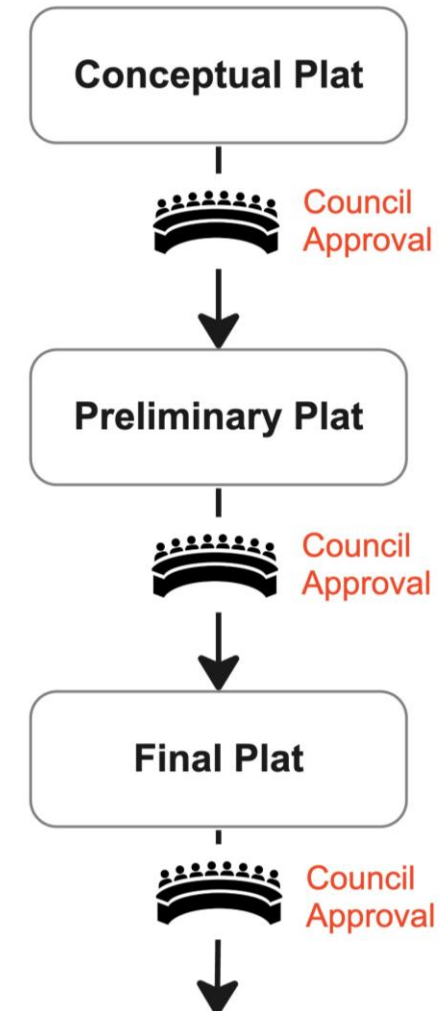 Conceptual Plat
Council
Approval
Preliminary Plat
Council
Approval
Final Plat
Council
Approval